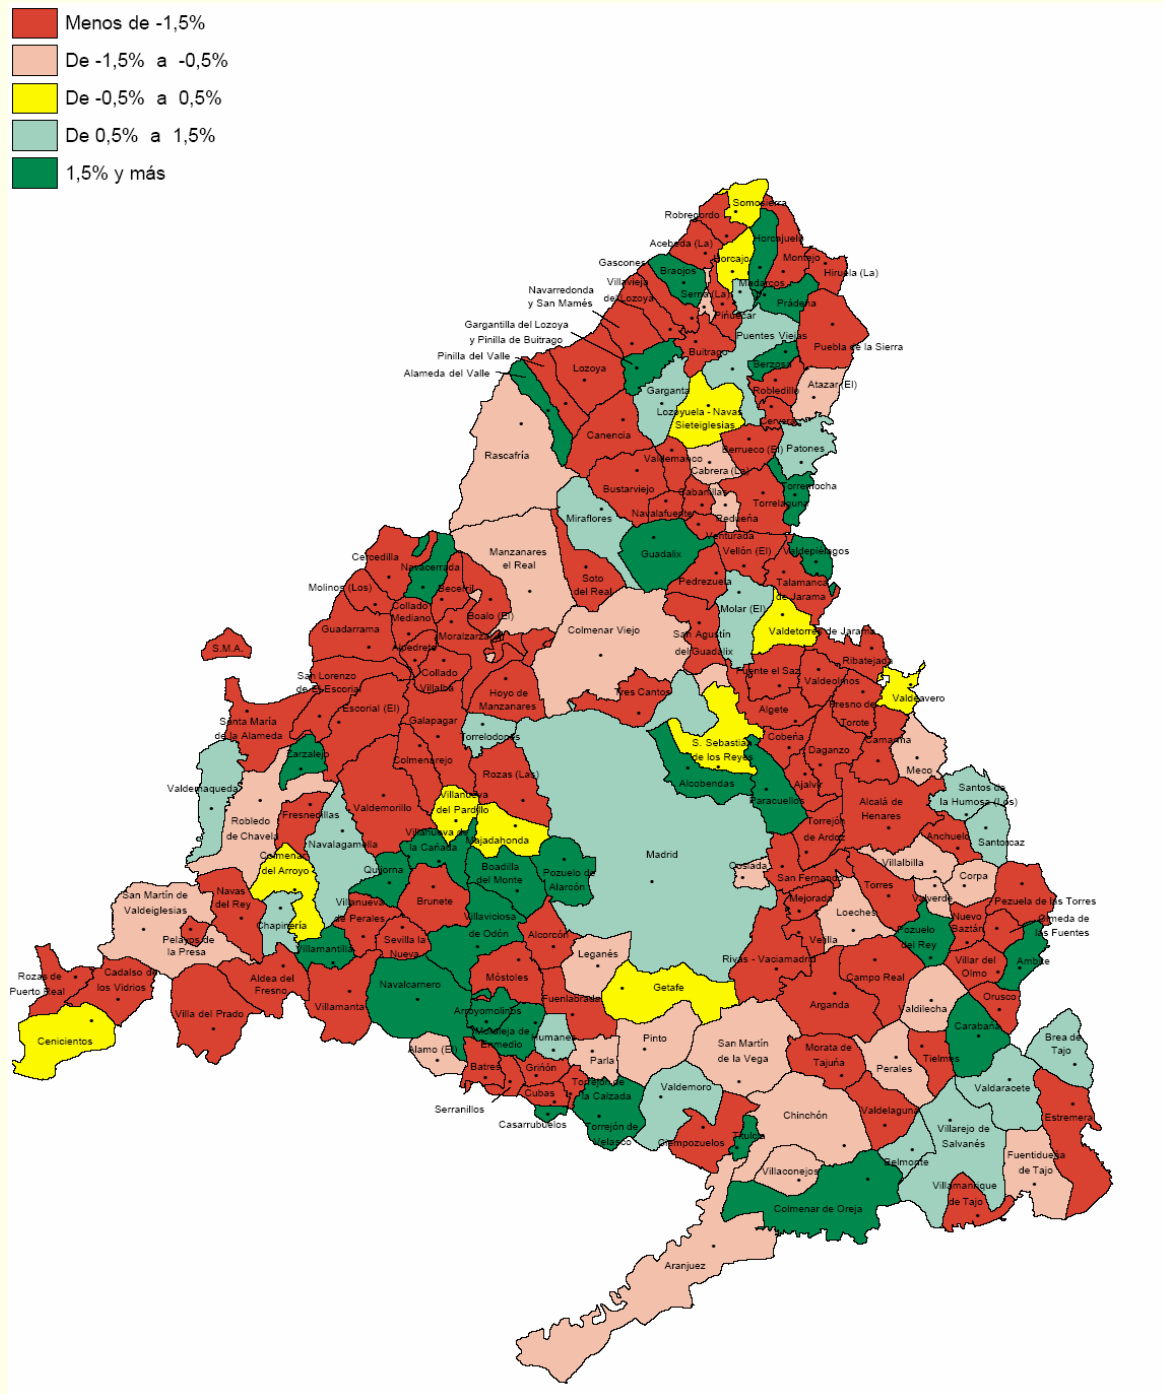 Menos de -1,5%
De -1,5% a -0,5%
De -0,5% a 0,5%
De 0,5% a 1,5%
1,5% y más
Somosierra
Robregordo
Horcajuelo
Acebeda (La)
Horcajo
Montejo
Gascones
Braojos
Hiruela (La)
Villavieja
de Lozoya
Madarcos
Serna (La)
Prádena
Navarredonda
y San Mamés
Piñuécar
Gargantilla del Lozoya
y Pinilla de Buitrago
Puentes Viejas
Puebla de la Sierra
Buitrago
Pinilla del Valle
Alameda del Valle
Lozoya
Berzosa
Garganta
Robledillo
Atazar (El)
Lozoyuela - Navas
Sieteiglesias
Cervera
Canencia
Rascafría
Berrueco (El)
Patones
Valdemanco
Cabrera (La)
Bustarviejo
Cabanillas
Torremocha
Torrelaguna
Navalafuente
Redueña
Miraflores
Venturada
Guadalix
Vellón (El)
Valdepiélagos
Manzanares
el Real
Cercedilla
Navacerrada
Soto
del Real
Pedrezuela
Talamanca
de Jarama
Molinos (Los)
Becerril
Collado
Mediano
Boalo (El)
Molar (El)
Guadarrama
Moralzarzal
Colmenar Viejo
San Agustín
del Guadalix
Valdetorres de Jarama
S.M.A.
Alpedrete
Ribatejada
San Lorenzo
de El Escorial
Collado
Villalba
Fuente el Saz
Valdeolmos
Hoyo de
Manzanares
Tres Cantos
Valdeavero
Escorial (El)
Algete
Fresno de
Torote
Santa María
de la Alameda
Galapagar
Torrelodones
Cobeña
Camarma
Zarzalejo
Colmenarejo
S. Sebastián
de los Reyes
Daganzo
Meco
Valdemaqueda
Rozas (Las)
Alcobendas
Ajalvir
Santos de
la Humosa (Los)
Valdemorillo
Villanueva
del Pardillo
Paracuellos
Alcalá de
Henares
Robledo
de Chavela
Fresnedillas
Torrejón
de Ardoz
Anchuelo
Santorcaz
Villanueva de
la Cañada
Majadahonda
Navalagamella
Colmenar
del Arroyo
Madrid
Villalbilla
Quijorna
Boadilla
del Monte
Pozuelo de
Alarcón
Coslada
San Fernando
Corpa
San Martín de
Valdeiglesias
Navas
del Rey
Villanueva
de Perales
Brunete
Torres
Valverde
Mejorada
Pezuela de las Torres
Chapinería
Villaviciosa
de Odón
Loeches
Nuevo
Baztán
Olmeda de
las Fuentes
Pelayos de
la Presa
Villamantilla
Sevilla la
Nueva
Alcorcón
Velilla
Pozuelo
del Rey
Leganés
Rivas - Vaciamadrid
Villar del
Olmo
Ambite
Rozas de
Puerto Real
Cadalso de
los Vidrios
Aldea del
Fresno
Navalcarnero
Móstoles
Getafe
Campo Real
Villa del Prado
Villamanta
Fuenlabrada
Arganda
Orusco
Valdilecha
Arroyomolinos
Carabaña
Cenicientos
Moraleja de
Enmedio
Humanes
Pinto
San Martín
de la Vega
Brea de
Tajo
Alamo (El)
Parla
Morata de
Tajuña
Perales
Tielmes
Batres
Griñón
Valdaracete
Torrejón de
la Calzada
Valdemoro
Cubas
Serranillos
Chinchón
Valdelaguna
Estremera
Casarrubuelos
Torrejón de
Velasco
Ciempozuelos
Titulcia
Villarejo de
Salvanés
Fuentidueña
de Tajo
Belmonte
Villaconejos
Villamanrique
de Tajo
Colmenar de Oreja
Aranjuez